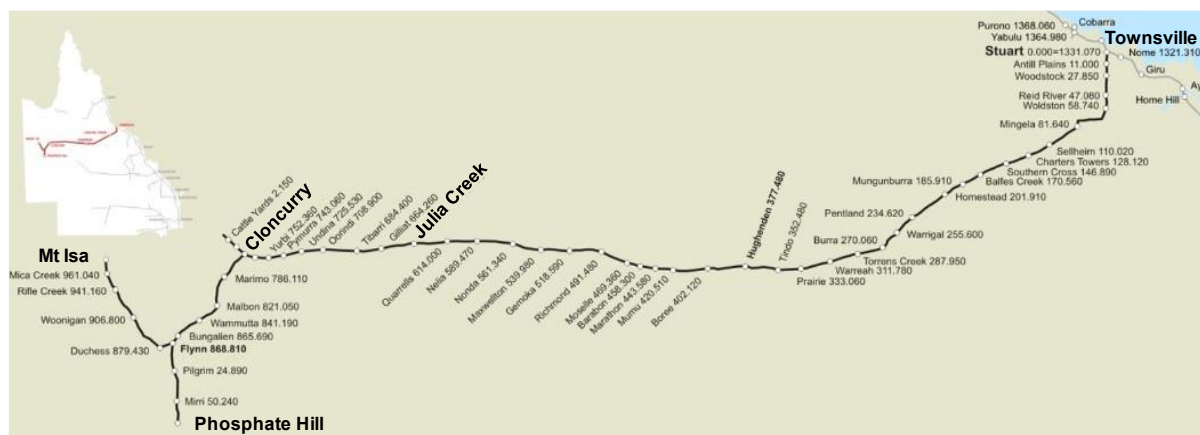 Purono 1368.060
Cobarra
Yabulu 1364.980
Townsville
Stuart 0.000=1331.070
Nome 1321.310
Antill Plains 11.000
Giru
Woodstock 27.850
Ay
Reid River 47.080
Home Hill
Woldston 58.740
Mingela 81.640
Sellheim 110.020
Charters Towers 128.120
Southern Cross 146.890
Balfes Creek 170.560
Mungunburra 185.910
Homestead 201.910
Pentland 234.620
Warrigal 255.600
Burra 270.060
Torrens Creek 287.950
Warreah 311.780
Prairie 333.060
Tindo 352.480
Hughenden 377.480
Boree 402.120
Mumu 420.510
Marathon 443.580
Barabon 458.300
Moselle 469.360
Richmond 491.480
Gemoka 518.590
Maxwellton 539.980
Nonda 561.340
Nelia 589.470
Quarrells 614.000
Julia Creek
Gilliat 664.260
Tibarri 684.400
Oorindi 708.900
Undina 725.530
Pymurra 743.060
Yurbi 752.360
Cloncurry
Cattle Yards 2.150
Marimo 786.110
Malbon 821.050
Wammutta 841.190
Bungalien 865.690
Flynn 868.810
Duchess 879.430
Woonigan 906.800
Rifle Creek 941.160
Mica Creek 961.040
Mt Isa
Pilgrim 24.890
Mirri 50.240
Phosphate Hill